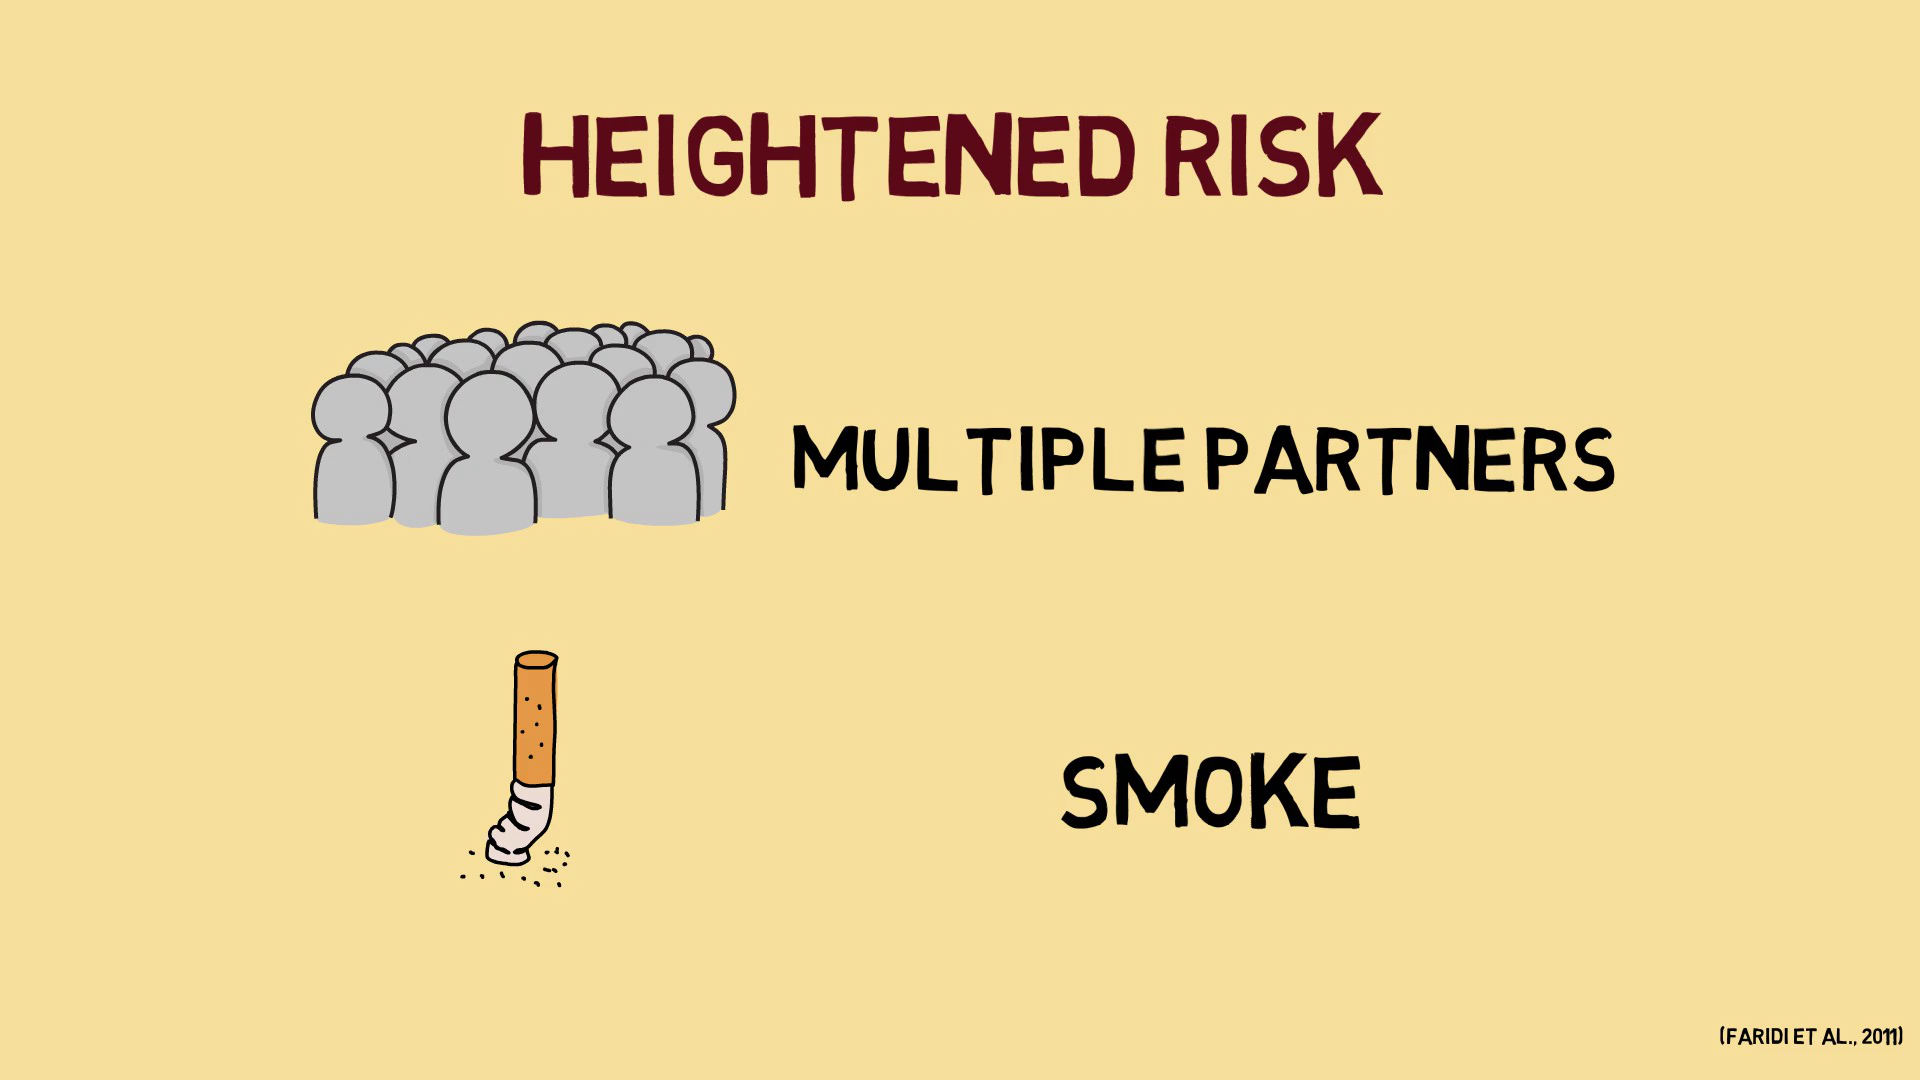 HEIGHTENED RISK
MULTIPLE PARTNERS
SMOKE
(FARIDI ET AL., 2011)